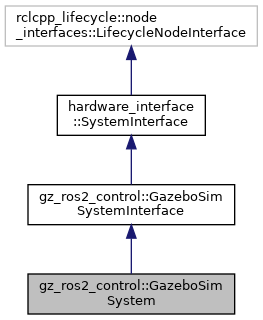 rclcpp_lifecycle::node
_interfaces::LifecycleNodeInterface
hardware_interface
::SystemInterface
gz_ros2_control::GazeboSim
SystemInterface
gz_ros2_control::GazeboSim
System